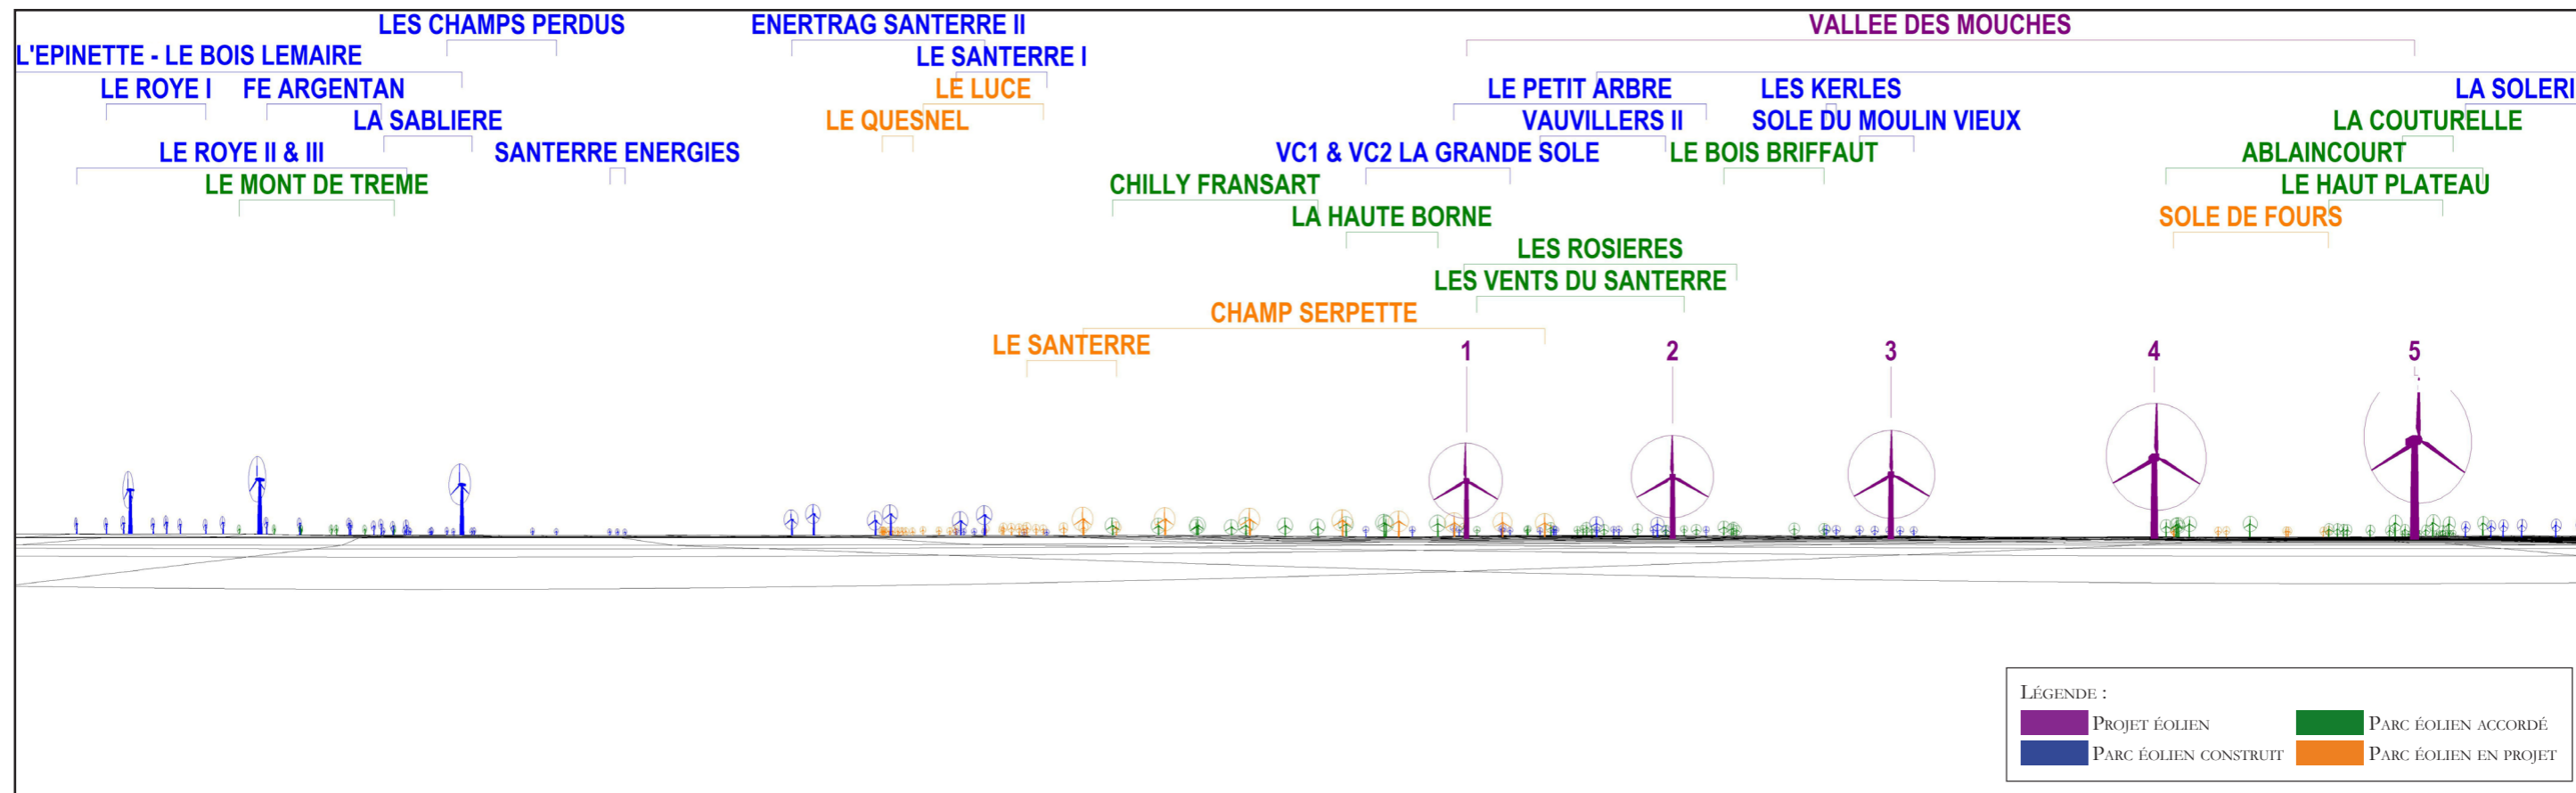 LES CHAMPS PERDUS
ENERTRAG SANTERRE II
VALLEE DES MOUCHES
L'EPINETTE - LE BOIS LEMAIRE
LE SANTERRE I
LE ROYE I
FE ARGENTAN
LE LUCE
LE PETIT ARBRE
LES KERLES
LA SOLERI
LA SABLIERE
LE QUESNEL
VAUVILLERS II
SOLE DU MOULIN VIEUX
LA COUTURELLE
LE ROYE II & III
SANTERRE ENERGIES
VC1 & VC2 LA GRANDE SOLE
LE BOIS BRIFFAUT
ABLAINCOURT
LE MONT DE TREME
CHILLY FRANSART
LE HAUT PLATEAU
LA HAUTE BORNE
SOLE DE FOURS
LES ROSIERES
LES VENTS DU SANTERRE
CHAMP SERPETTE
LE SANTERRE
1
2
3
4
5
LÉGENDE :
PROJET ÉOLIEN
PARC ÉOLIEN ACCORDÉ
PARC ÉOLIEN CONSTRUIT
PARC ÉOLIEN EN PROJET